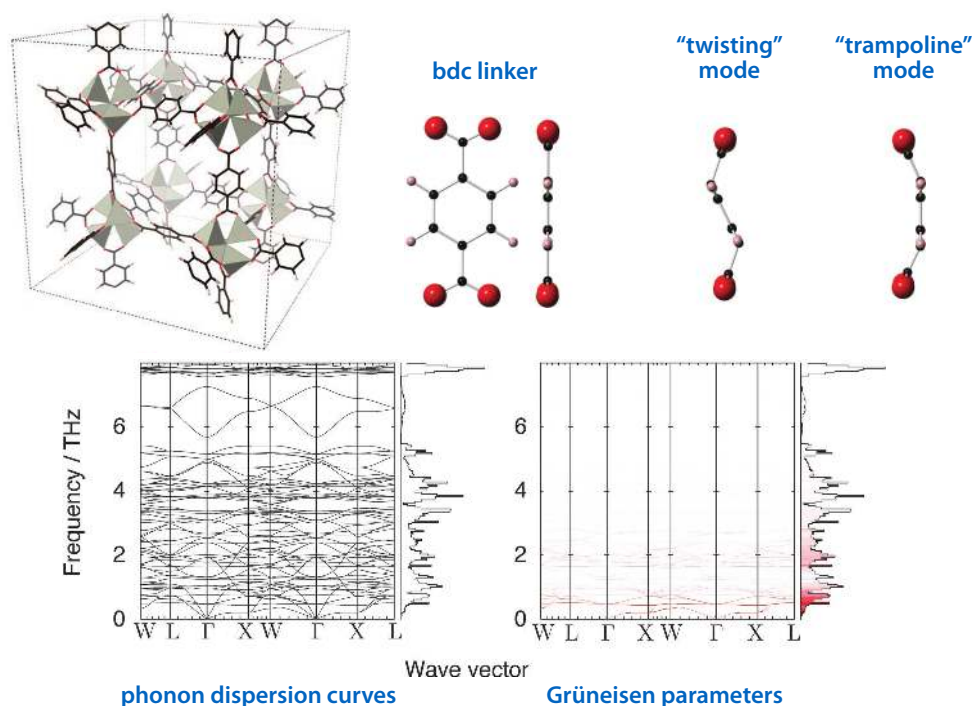 bdc linker
“twisting”
mode
“trampoline”
mode
Frequency / THz
6
4
2
0
W L Γ X W Γ X L
6
4
2
0
W L Γ X W Γ X L
Wave vector
phonon dispersion curves
Grüneisen parameters